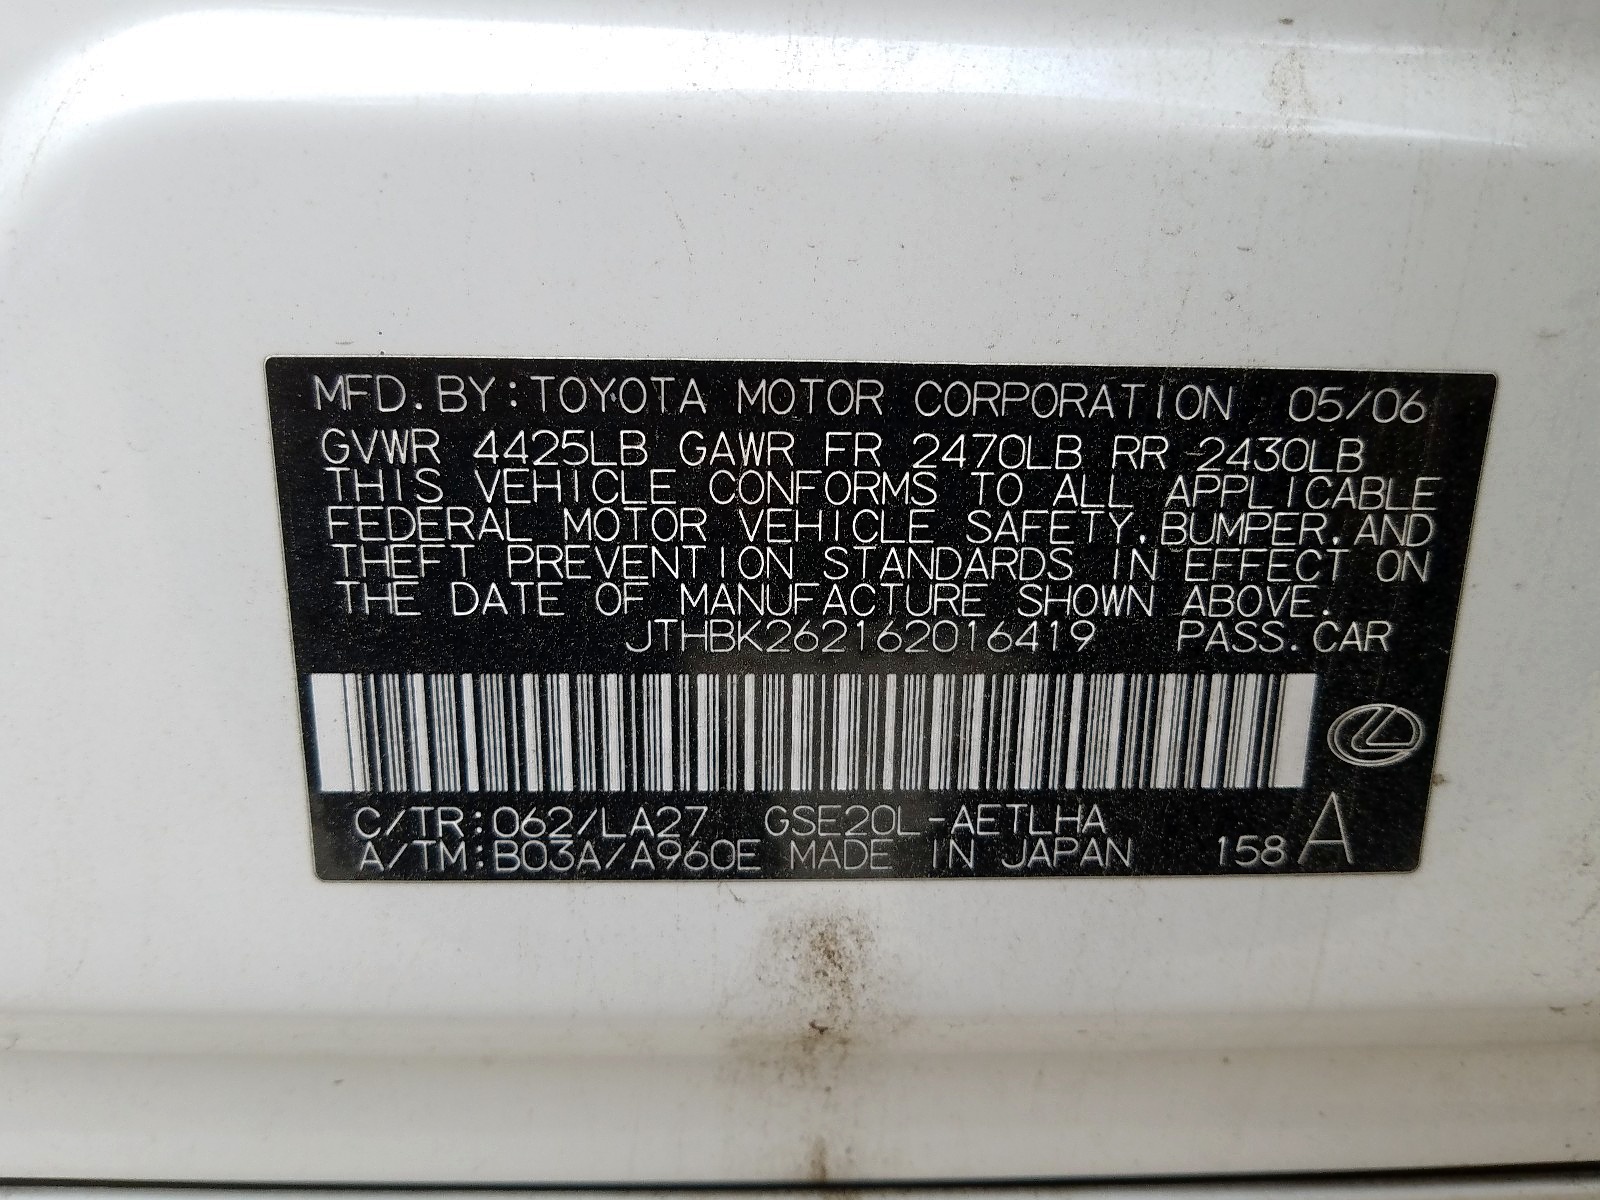 MFD. BY: TOYOTA MOTOR CORPORATION 05/06
GVWR 4425LB GAWR FR 2470LB RR 2430LB
THIS VEHICLE CONFORMS TO ALL APPLICABLE
FEDERAL MOTOR VEHICLE SAFETY, BUMPER, AND
THEFT PREVENTION STANDARDS IN EFFECT ON
THE DATE OF MANUFACTURE SHOWN ABOVE.
JTHBK262162016419 PASS. CAR
C/TR: 062/LA27 GSE20L-AETLHA
A/TM: B03A/A960E MADE IN JAPAN 158 A